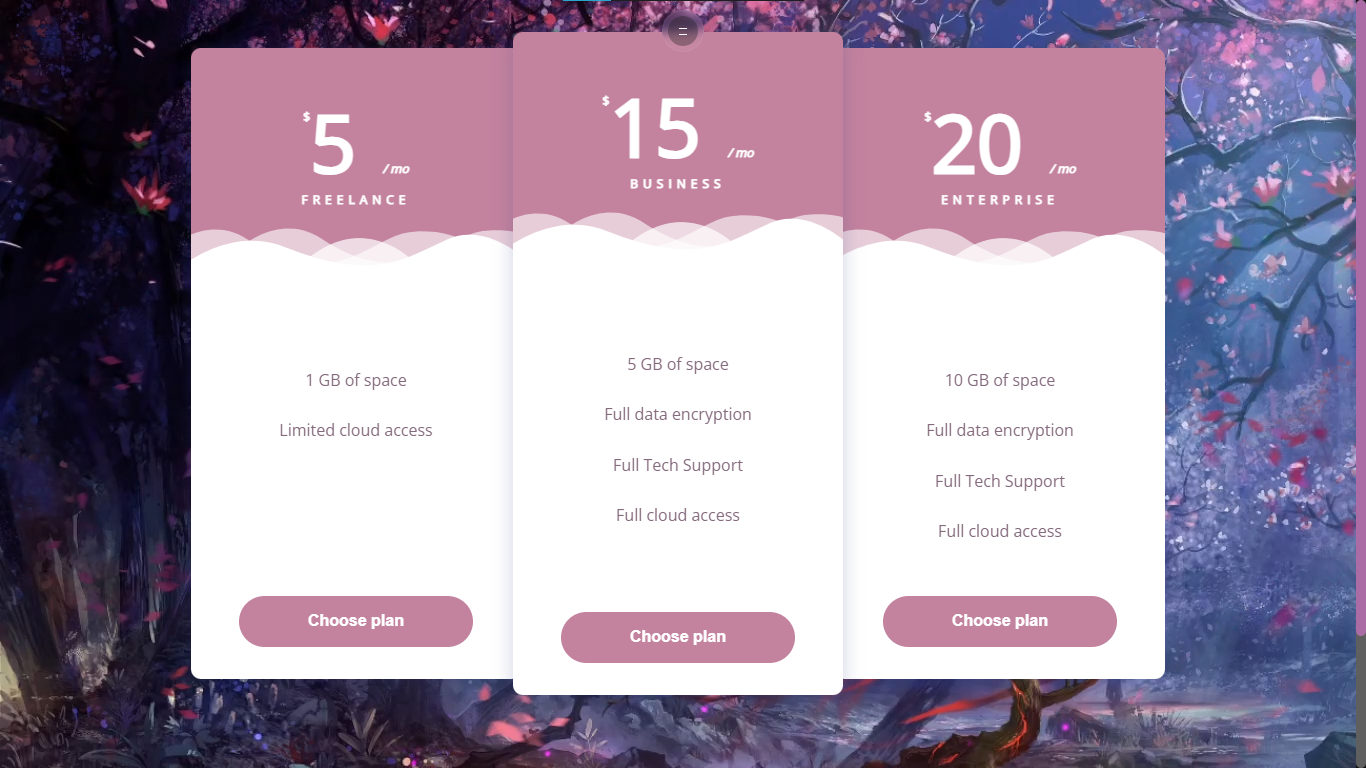 $5 /mo
FREELANCE
1 GB of space
Limited cloud access
Choose plan
$15 /mo
BUSINESS
5 GB of space
Full data encryption
Full Tech Support
Full cloud access
Choose plan
$20 /mo
ENTERPRISE
10 GB of space
Full data encryption
Full Tech Support
Full cloud access
Choose plan